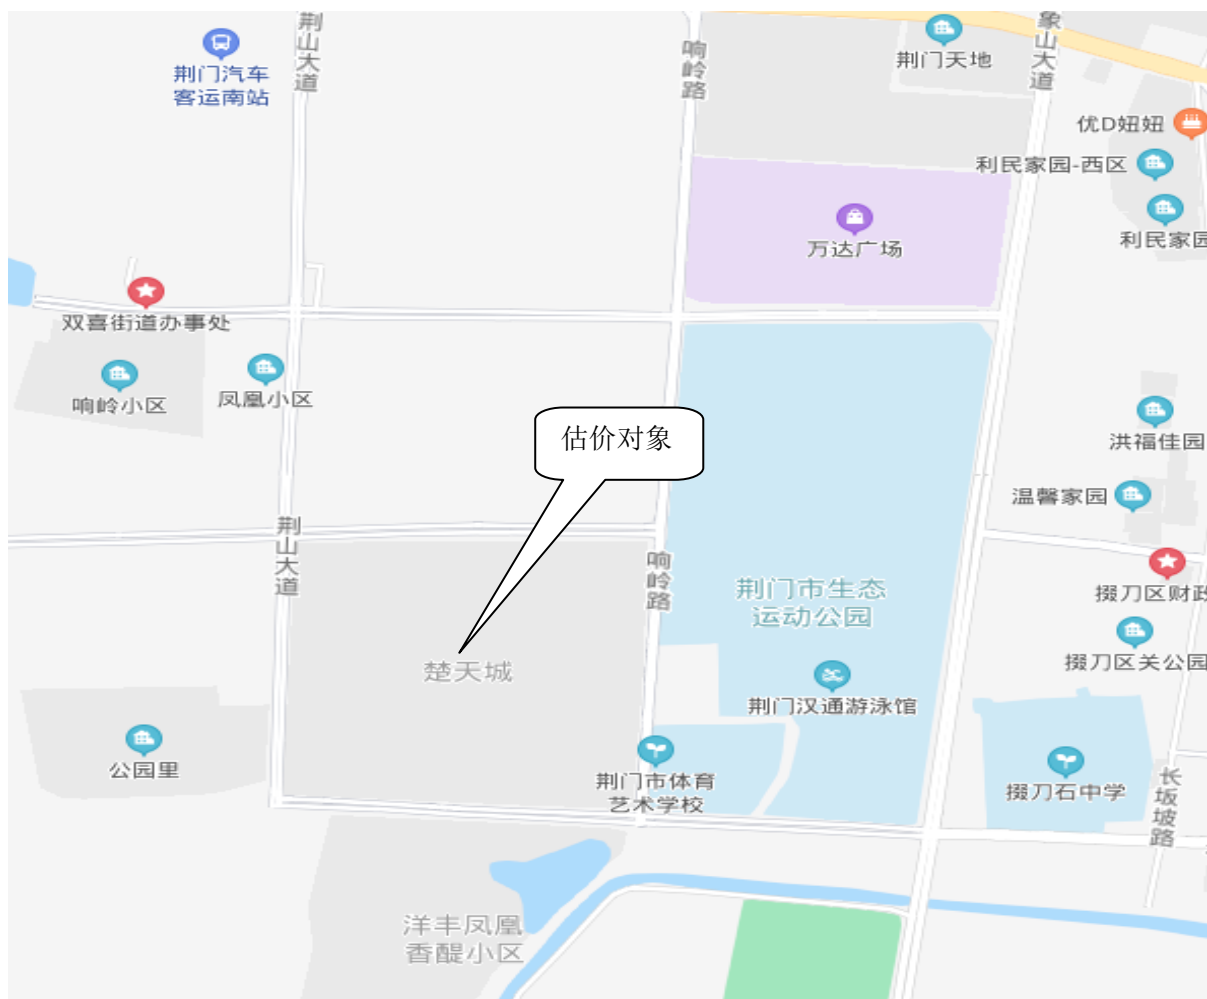 荆山大道
响岭路
象山大道
荆门天地
荆门汽车
客运南站
优D妞妞
利民家园-西区
利民家园
万达广场
双喜街道办事处
响岭小区
凤凰小区
估价对象
洪福佳园
温馨家园
荆山大道
响岭路
荆门市生态
运动公园
掇刀区财政
掇刀区关公园
楚天城
荆门汉通游泳馆
公园里
荆门市体育
艺术学校
掇刀石中学
长坂坡路
洋丰凤凰
香醍小区